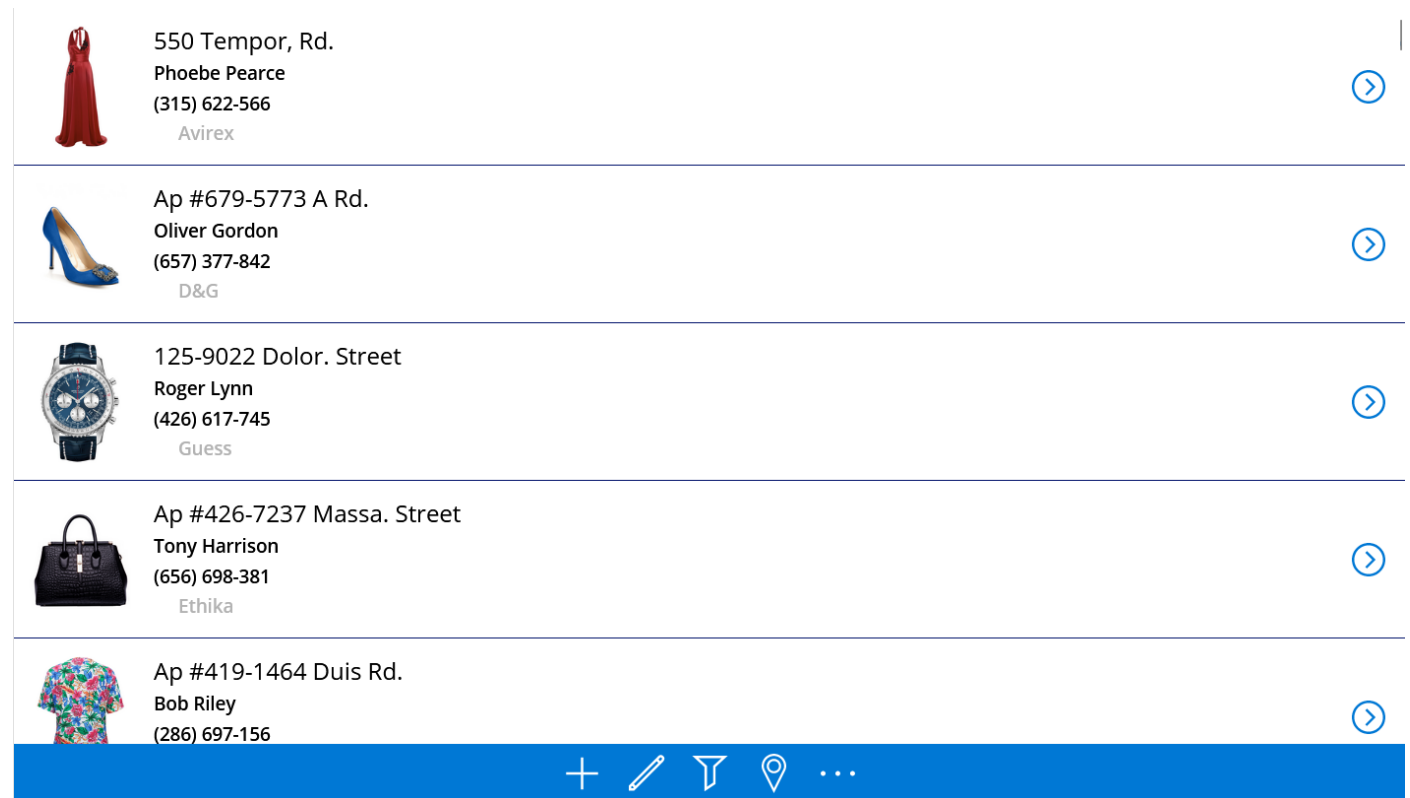 550 Tempor, Rd.
Phoebe Pearce
(315) 622-566
Avirex
Ap #679-5773 A Rd.
Oliver Gordon
(657) 377-842
D&G
125-9022 Dolor. Street
Roger Lynn
(426) 617-745
Guess
Ap #426-7237 Massa. Street
Tony Harrison
(656) 698-381
Ethika
Ap #419-1464 Duis Rd.
Bob Riley
(286) 697-156